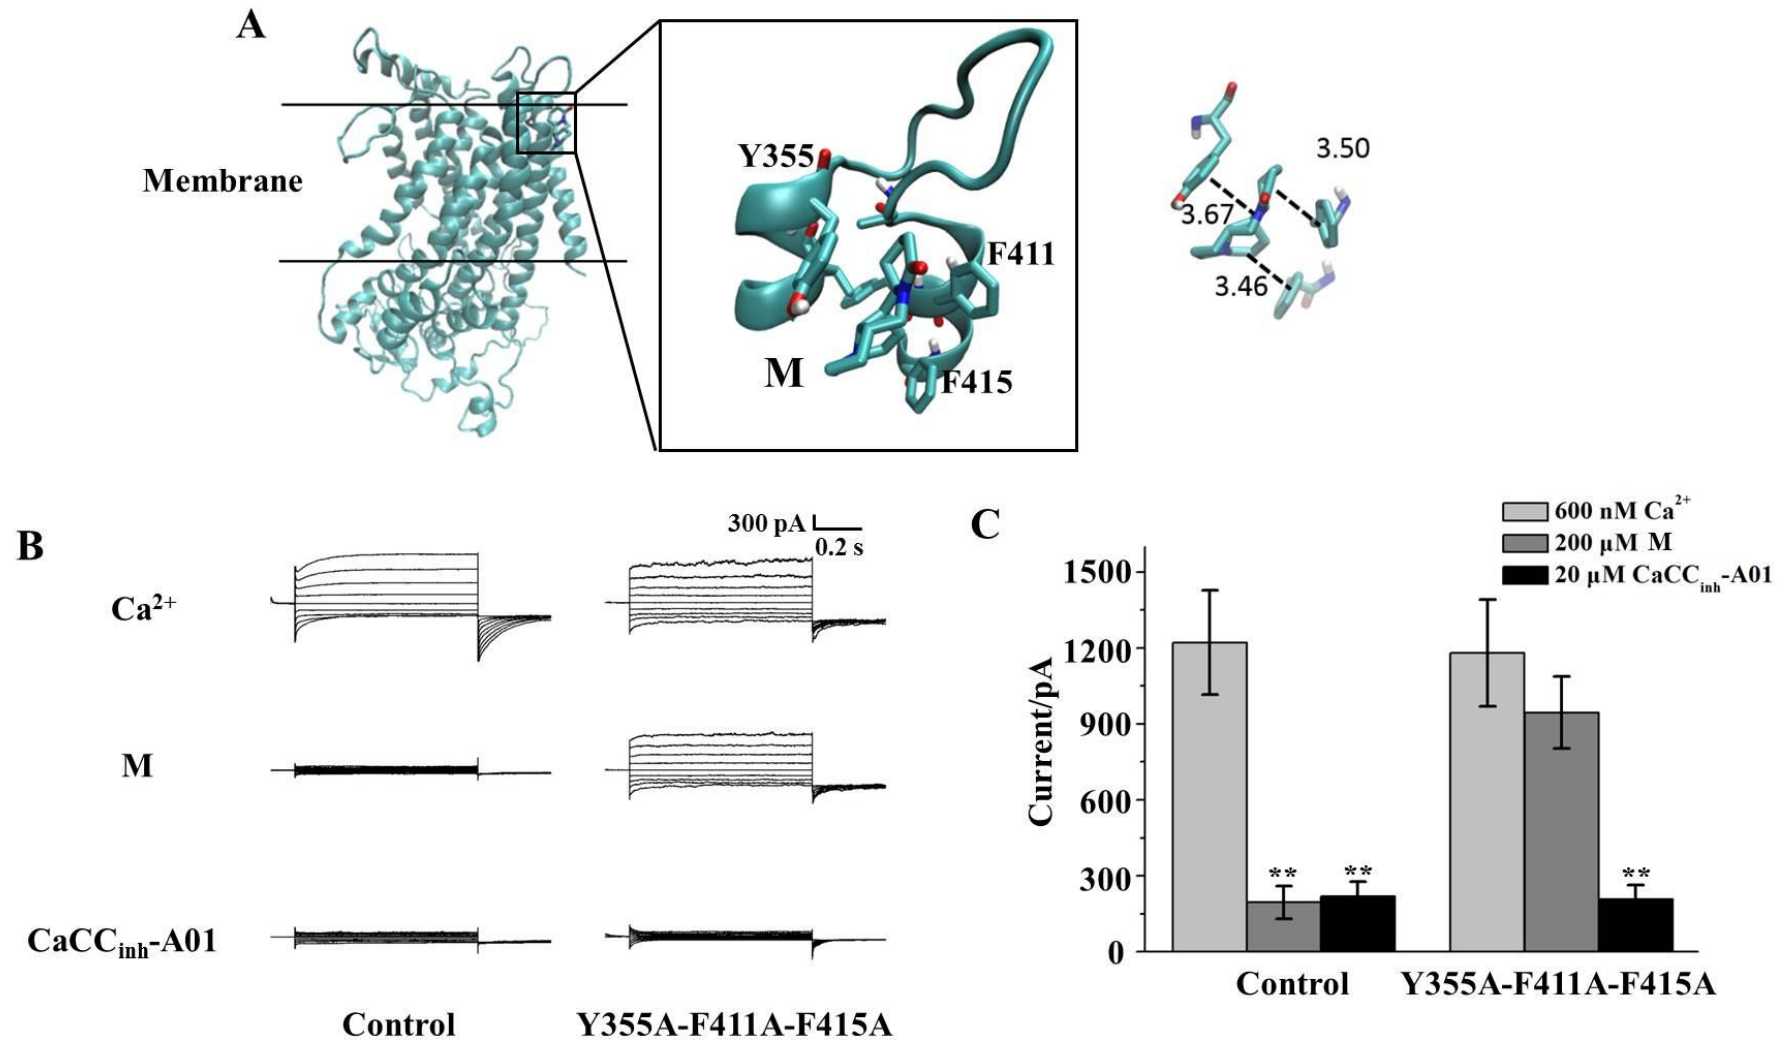 A
Membrane
Y355
F411
M
F415
3.50
3.67
3.46
B
300 pA
0.2 s
Ca²⁺
M
CaCCinh-A01
Control
Y355A-F411A-F415A
C
600 nM Ca²⁺
200 µM M
20 µM CaCCinh-A01
Current/pA
1500
1200
900
600
300
0
** ** **
Control
Y355A-F411A-F415A